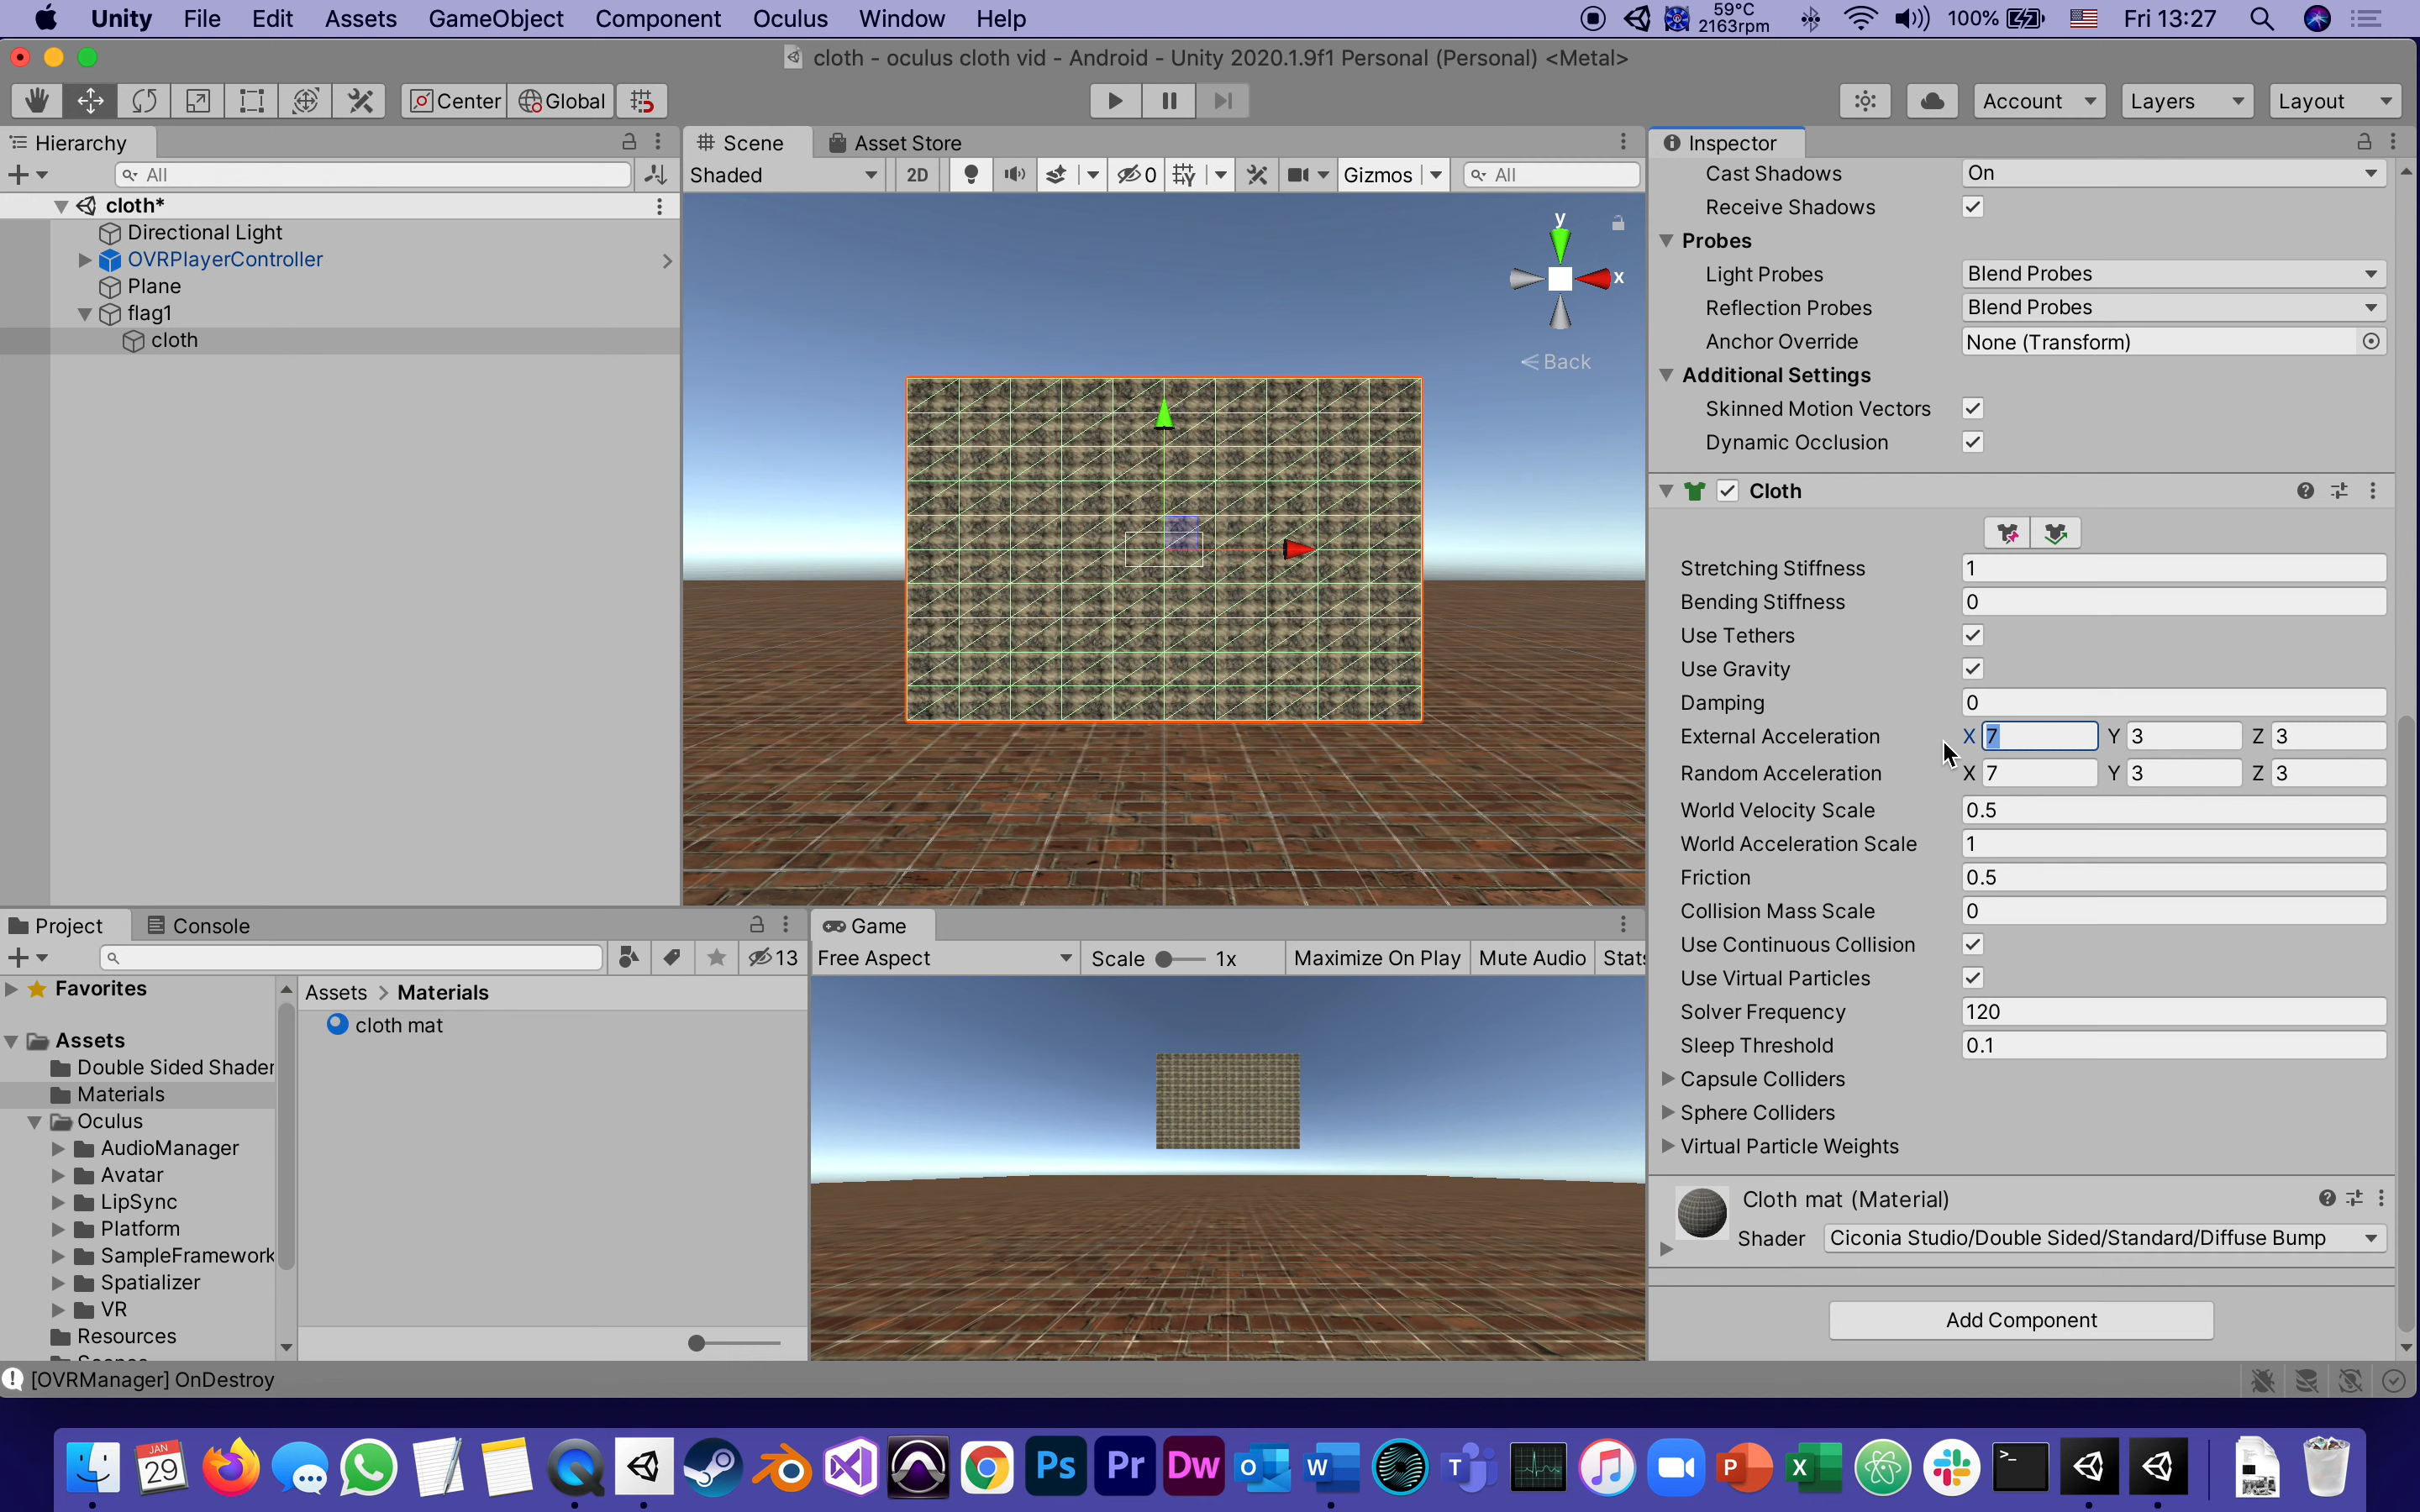 Unity File Edit Assets GameObject Component Oculus Window Help 59°C 2163rpm 100% Fri 13:27
cloth - oculus cloth vid - Android - Unity 2020.1.9f1 Personal (Personal) <Metal>
Center Global Account Layers Layout
Hierarchy
All
cloth*
Directional Light
OVRPlayerController
Plane
flag1
cloth
Scene Asset Store
Shaded 2D 0 Gizmos All
y
x
Back
Inspector
Cast Shadows On
Receive Shadows
Probes
Light Probes Blend Probes
Reflection Probes Blend Probes
Anchor Override None (Transform)
Additional Settings
Skinned Motion Vectors
Dynamic Occlusion
Cloth
Stretching Stiffness 1
Bending Stiffness 0
Use Tethers
Use Gravity
Damping 0
External Acceleration X 7 Y 3 Z 3
Random Acceleration X 7 Y 3 Z 3
World Velocity Scale 0.5
World Acceleration Scale 1
Friction 0.5
Collision Mass Scale 0
Use Continuous Collision
Use Virtual Particles
Solver Frequency 120
Sleep Threshold 0.1
Capsule Colliders
Sphere Colliders
Virtual Particle Weights
Cloth mat (Material)
Shader Ciconia Studio/Double Sided/Standard/Diffuse Bump
Add Component
Project Console
13
Favorites
Assets
Double Sided Shader
Materials
Oculus
AudioManager
Avatar
LipSync
Platform
SampleFramework
Spatializer
VR
Resources
Assets > Materials
cloth mat
Game
Free Aspect Scale 1x Maximize On Play Mute Audio Stats
[OVRManager] OnDestroy
JAN
29
Ps Pr Dw O W T P X >_